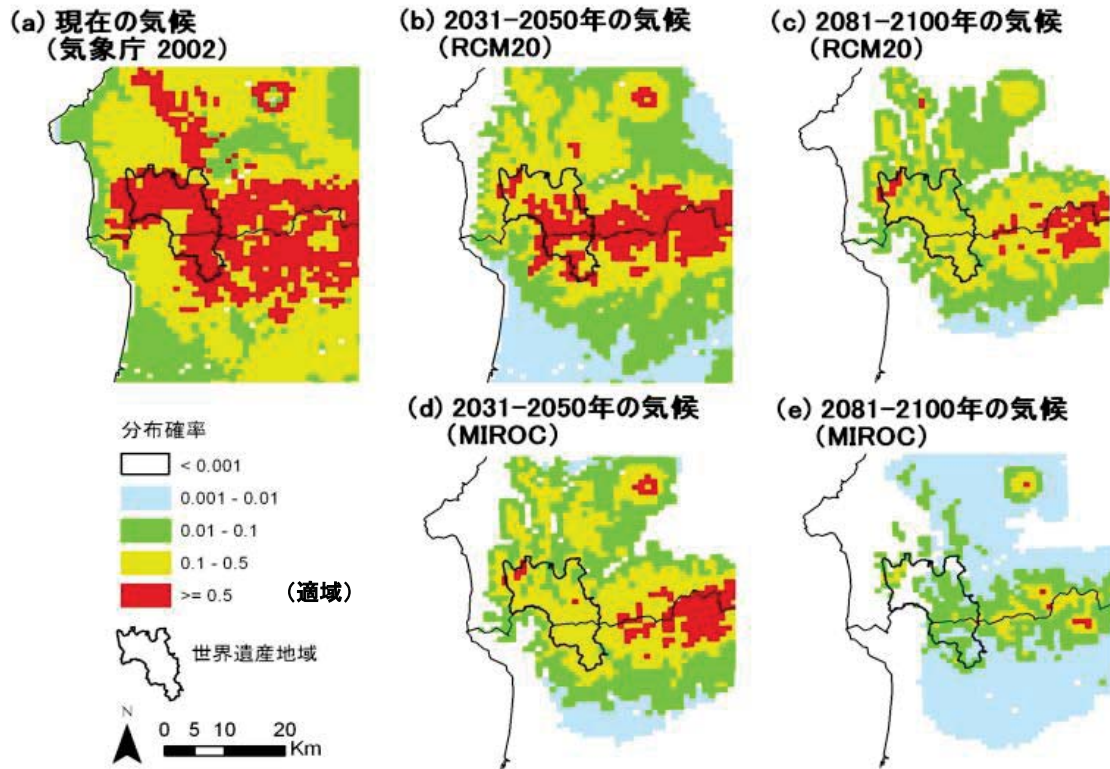 (a) 現在の気候
(気象庁 2002)
(b) 2031-2050年の気候
(RCM20)
(c) 2081-2100年の気候
(RCM20)
(d) 2031-2050年の気候
(MIROC)
(e) 2081-2100年の気候
(MIROC)
分布確率
< 0.001
0.001 - 0.01
0.01 - 0.1
0.1 - 0.5
>= 0.5 (適域)
世界遺産地域
N
0 5 10 20
Km